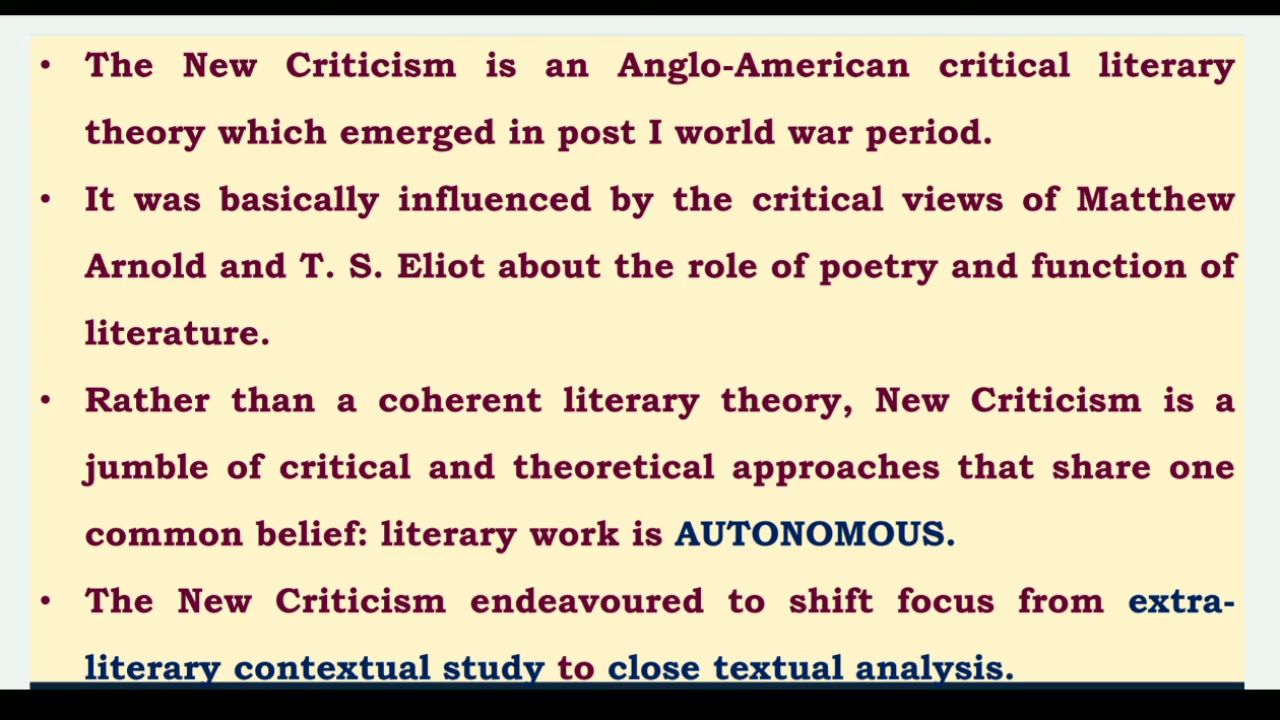 • The New Criticism is an Anglo-American critical literary
theory which emerged in post I world war period.
• It was basically influenced by the critical views of Matthew
Arnold and T. S. Eliot about the role of poetry and function of
literature.
• Rather than a coherent literary theory, New Criticism is a
jumble of critical and theoretical approaches that share one
common belief: literary work is AUTONOMOUS.
• The New Criticism endeavoured to shift focus from extra-
literary contextual study to close textual analysis.